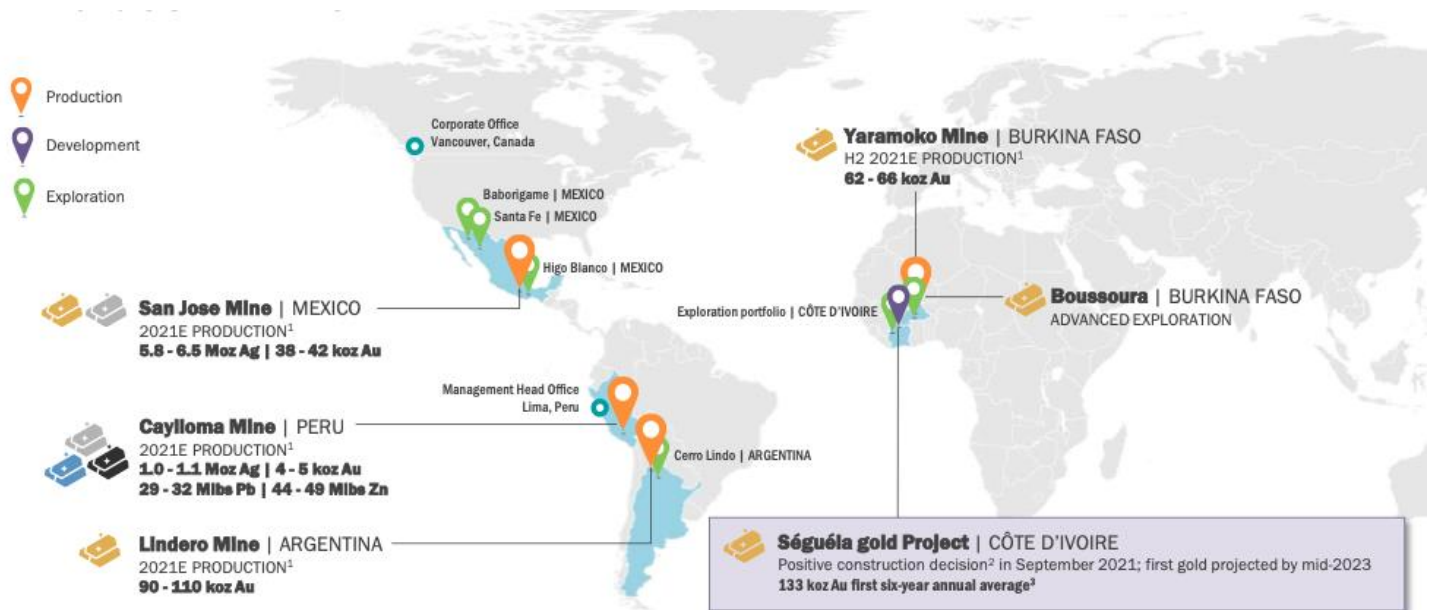 Production
Development
Exploration
Corporate Office
Vancouver, Canada
Baborigame | MEXICO
Santa Fe | MEXICO
Higo Blanco | MEXICO
San Jose Mine | MEXICO
2021E PRODUCTION¹
5.8 - 6.5 Moz Ag | 38 - 42 koz Au
Management Head Office
Lima, Peru
Caylloma Mine | PERU
2021E PRODUCTION¹
1.0 - 1.1 Moz Ag | 4 - 5 koz Au
29 - 32 Mlbs Pb | 44 - 49 Mlbs Zn
Cerro Lindo | ARGENTINA
Lindero Mine | ARGENTINA
2021E PRODUCTION¹
90 - 110 koz Au
Yaramoko Mine | BURKINA FASO
H2 2021E PRODUCTION¹
62 - 66 koz Au
Boussoura | BURKINA FASO
ADVANCED EXPLORATION
Exploration portfolio | CÔTE D'IVOIRE
Séguéla gold Project | CÔTE D'IVOIRE
Positive construction decision² in September 2021; first gold projected by mid-2023
133 koz Au first six-year annual average³